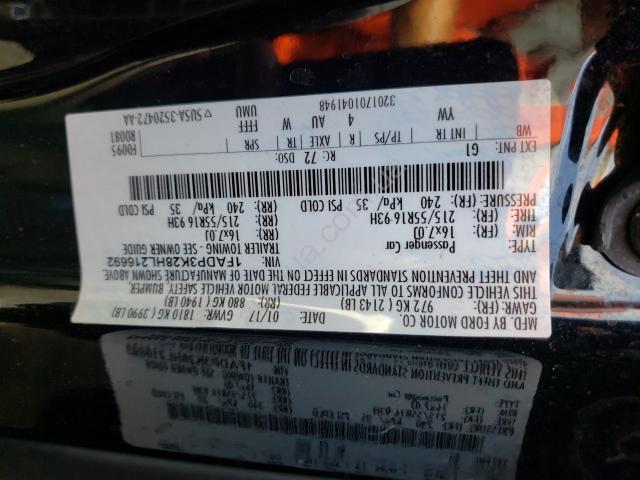 MFD. BY FORD MOTOR CO.
DATE: 01/17 GVWR: 1810 KG ( 3990 LB)
GAWR: 972 KG ( 2143 LB) 880 KG ( 1940 LB)
THIS VEHICLE CONFORMS TO ALL APPLICABLE FEDERAL MOTOR VEHICLE SAFETY, BUMPER,
AND THEFT PREVENTION STANDARDS IN EFFECT ON THE DATE OF MANUFACTURE SHOWN ABOVE.
VIN: 1FADP3K28HL216692
Passenger Car TRAILER TOWING - SEE OWNER GUIDE
RIM: (FR): 16x7.0J (RR): 16x7.0J
TIRE: (FR): 215/55R16 93H (RR): 215/55R16 93H
PRESSURE: (FR): 240 kPa/ 35 PSI COLD (RR): 240 kPa/ 35 PSI COLD
EXT PNT: G1 RC: 72 DSO: F0095
WB INT TR TP/PS AXLE TR SPR R0081
YW 4 AU W FFFF UMU
3201701041948 5U5A-3520472-AA